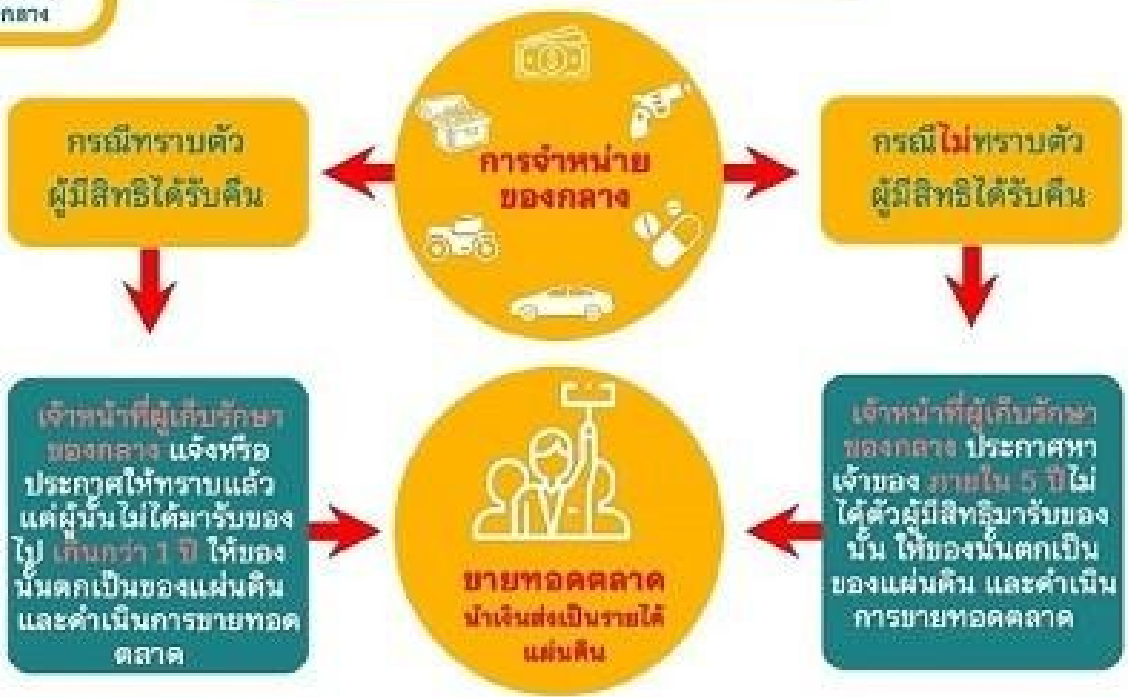 กลาง
การจำหน่าย
ของกลาง
กรณีทราบตัว
ผู้มีสิทธิได้รับคืน
กรณีไม่ทราบตัว
ผู้มีสิทธิได้รับคืน
เจ้าหน้าที่ผู้เก็บรักษา
ของกลาง แจ้งหรือ
ประกาศให้ทราบแล้ว
แต่ผู้นั้นไม่ได้มารับของ
ไป เกินกว่า 1 ปี ให้ของ
นั้นตกเป็นของแผ่นดิน
และดำเนินการขายทอด
ตลาด
ขายทอดตลาด
นำเงินส่งเป็นรายได้
แผ่นดิน
เจ้าหน้าที่ผู้เก็บรักษา
ของกลาง ประกาศหา
เจ้าของ ภายใน 5 ปีไม่
ได้ตัวผู้มีสิทธิมารับของ
นั้น ให้ของนั้นตกเป็น
ของแผ่นดิน และดำเนิน
การขายทอดตลาด